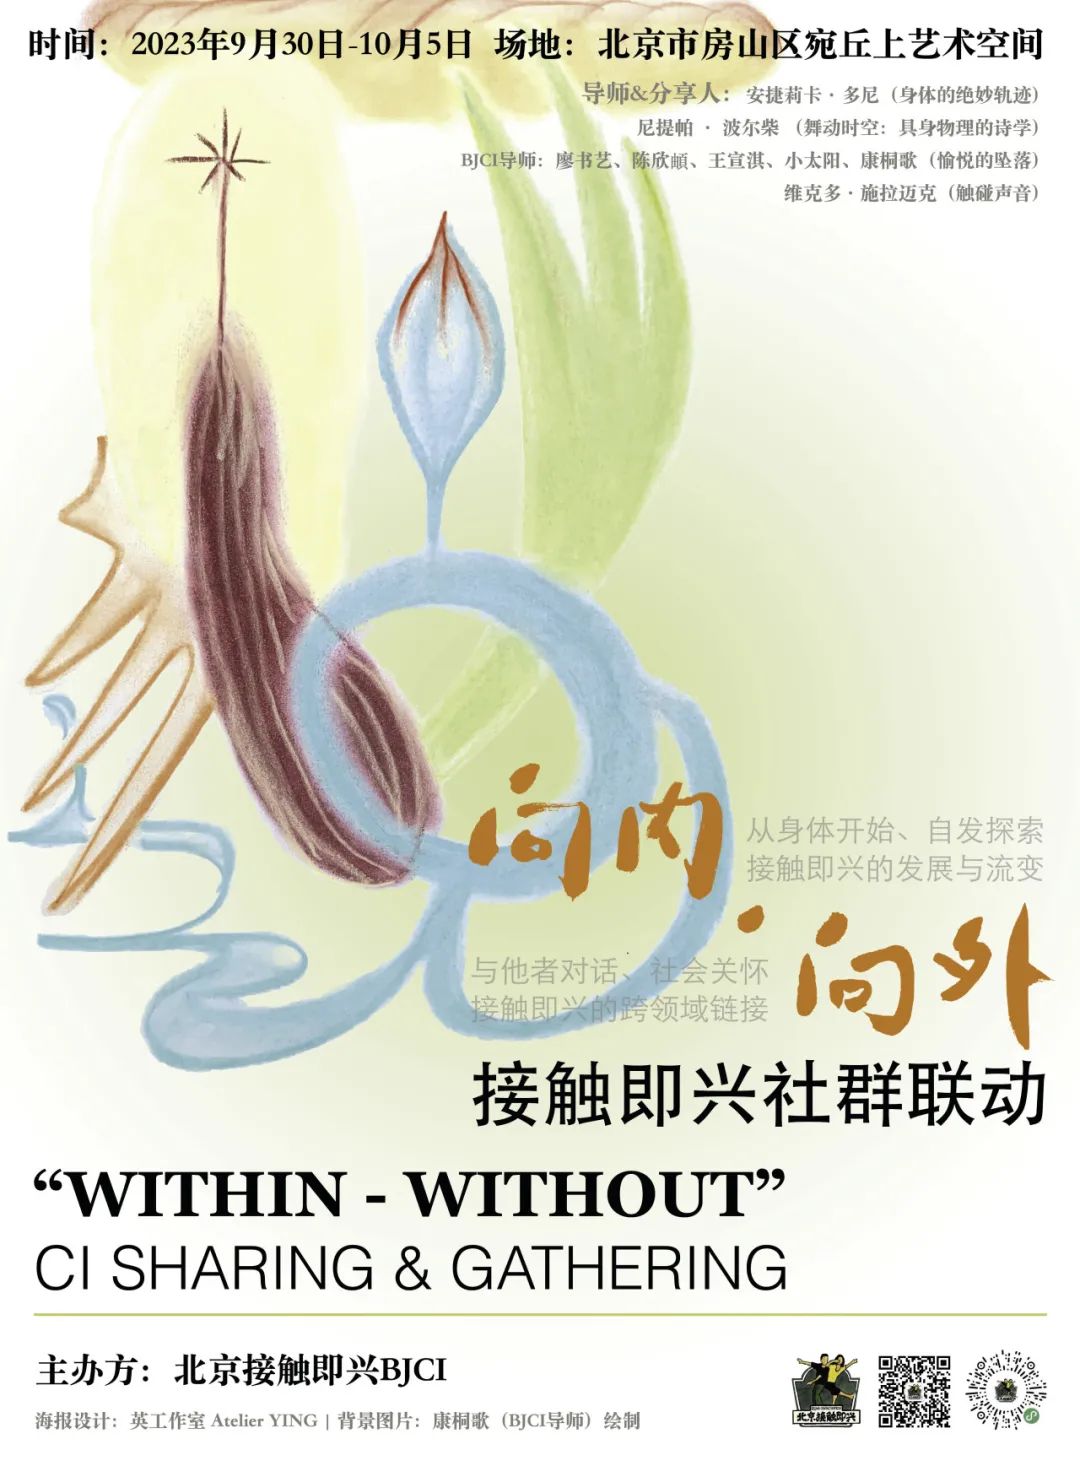 时间：2023年9月30日-10月5日 场地：北京市房山区宛丘上艺术空间
导师&分享人：安捷莉卡·多尼（身体的绝妙轨迹）
尼提帕 · 波尔柴 （舞动时空：具身物理的诗学）
BJCI导师：廖书艺、陈欣頔、王宣淇、小太阳、康桐歌（愉悦的坠落）
维克多·施拉迈克（触碰声音）
向内
从身体开始、自发探索
接触即兴的发展与流变
·向外
与他者对话、社会关怀
接触即兴的跨领域链接
接触即兴社群联动
“WITHIN - WITHOUT”
CI SHARING & GATHERING
主办方：北京接触即兴BJCI
北京接触即兴
海报设计：英工作室 Atelier YING | 背景图片：康桐歌（BJCI导师）绘制